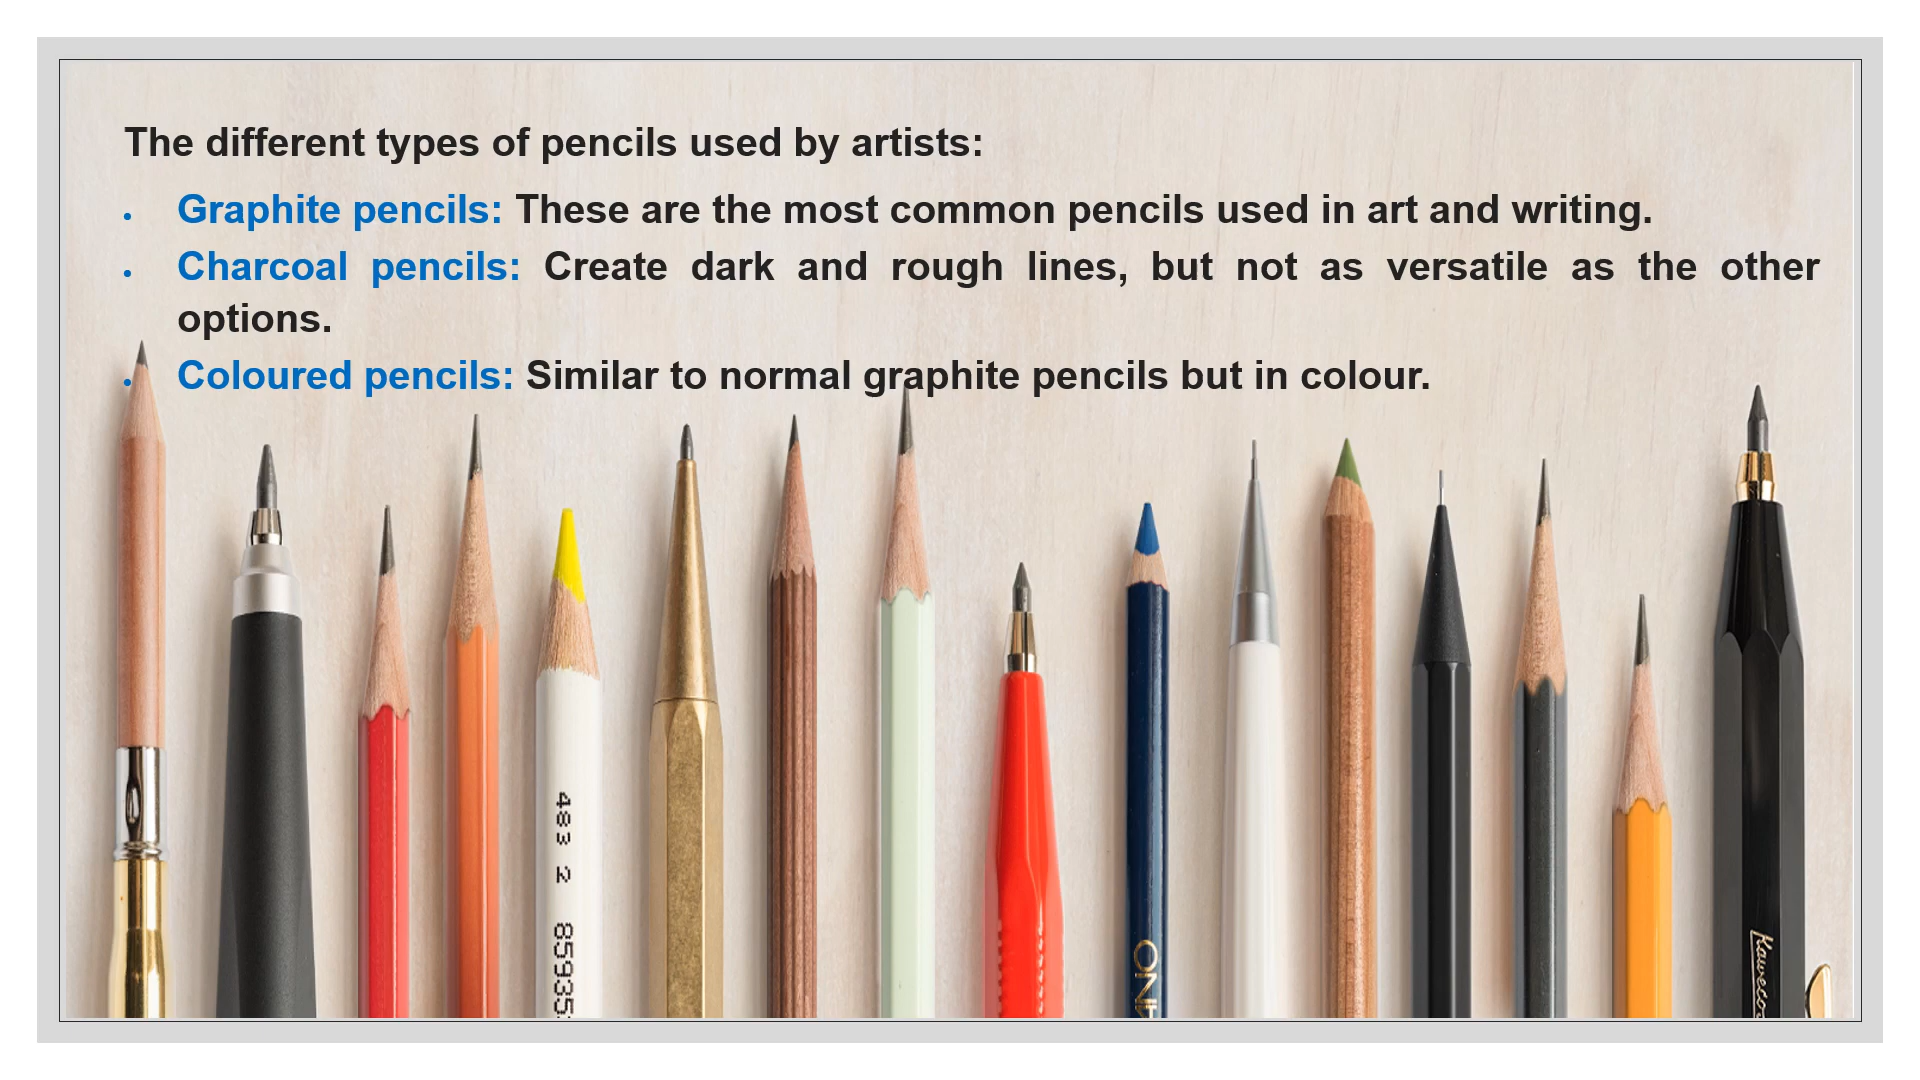 The different types of pencils used by artists:
• Graphite pencils: These are the most common pencils used in art and writing.
• Charcoal pencils: Create dark and rough lines, but not as versatile as the other
options.
• Coloured pencils: Similar to normal graphite pencils but in colour.
483 2 85935
Kaweco